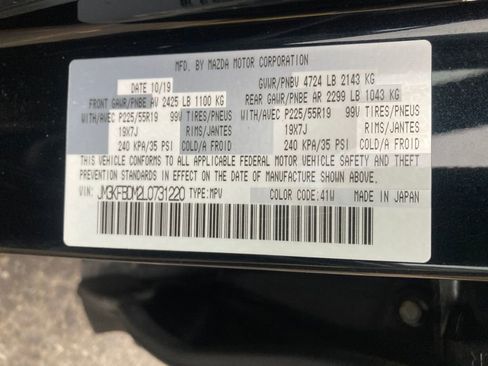 MFD. BY MAZDA MOTOR CORPORATION
DATE 10/19 GVWR/PNBV 4724 LB 2143 KG
FRONT GAWR/PNBE AV 2425 LB 1100 KG REAR GAWR/PNBE AR 2299 LB 1043 KG
WITH/AVEC P225/55R19 99V TIRES/PNEUS WITH/AVEC P225/55R19 99V TIRES/PNEUS
19X7J RIMS/JANTES 19X7J RIMS/JANTES
240 KPA/35 PSI COLD/A FROID 240 KPA/35 PSI COLD/A FROID
THIS VEHICLE CONFORMS TO ALL APPLICABLE FEDERAL MOTOR VEHICLE SAFETY AND THEFT
PREVENTION STANDARDS IN EFFECT ON THE DATE OF MANUFACTURE SHOWN ABOVE.
VIN: JM3KFBDM2L0731220 TYPE: MPV COLOR CODE: 41W MADE IN JAPAN